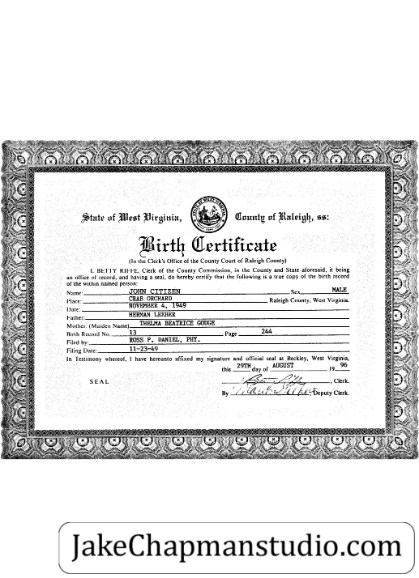 State of West Virginia, County of Raleigh, ss:
Birth Certificate
(In the Clerk's Office of the County Court of Raleigh County)
I, BETTY RIFFE, Clerk of the County Commission, in the County and State aforesaid, it being
an office of record, and having a seal, do hereby certify that the following is a true copy of the birth record
of the within named person:
Name: JOHN CITIZEN Sex MALE
Place CRAB ORCHARD Raleigh County, West Virginia
Date: NOVEMBER 4, 1949
Father: HERMAN
Mother: (Maiden Name) THELMA BEATRICE GOUGE
Birth Record No. 13 Page 244
Filed by: ROSS P. DANIEL, PHY.
Filing Date: 11-23-49
In Testimony whereof, I have hereunto affixed my signature and official seal at Beckley, West Virginia,
this 29TH day of AUGUST 19 96
SEAL
, Clerk.
By Deputy Clerk.
JakeChapmanstudio.com